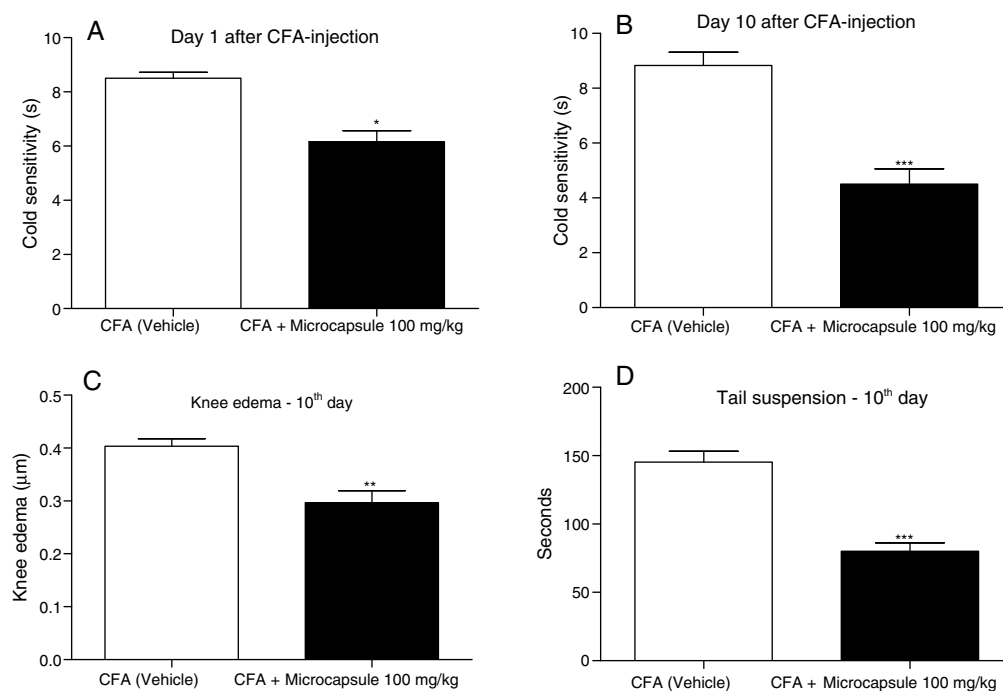 A
Day 1 after CFA-injection
Cold sensitivity (s)
10
8
6
4
2
0
*
CFA (Vehicle)
CFA + Microcapsule 100 mg/kg
B
Day 10 after CFA-injection
Cold sensitivity (s)
10
8
6
4
2
0
***
CFA (Vehicle)
CFA + Microcapsule 100 mg/kg
C
Knee edema - 10th day
Knee edema (μm)
0.5
0.4
0.3
0.2
0.1
0.0
**
CFA (Vehicle)
CFA + Microcapsule 100 mg/kg
D
Tail suspension - 10th day
Seconds
200
150
100
50
0
***
CFA (Vehicle)
CFA + Microcapsule 100 mg/kg